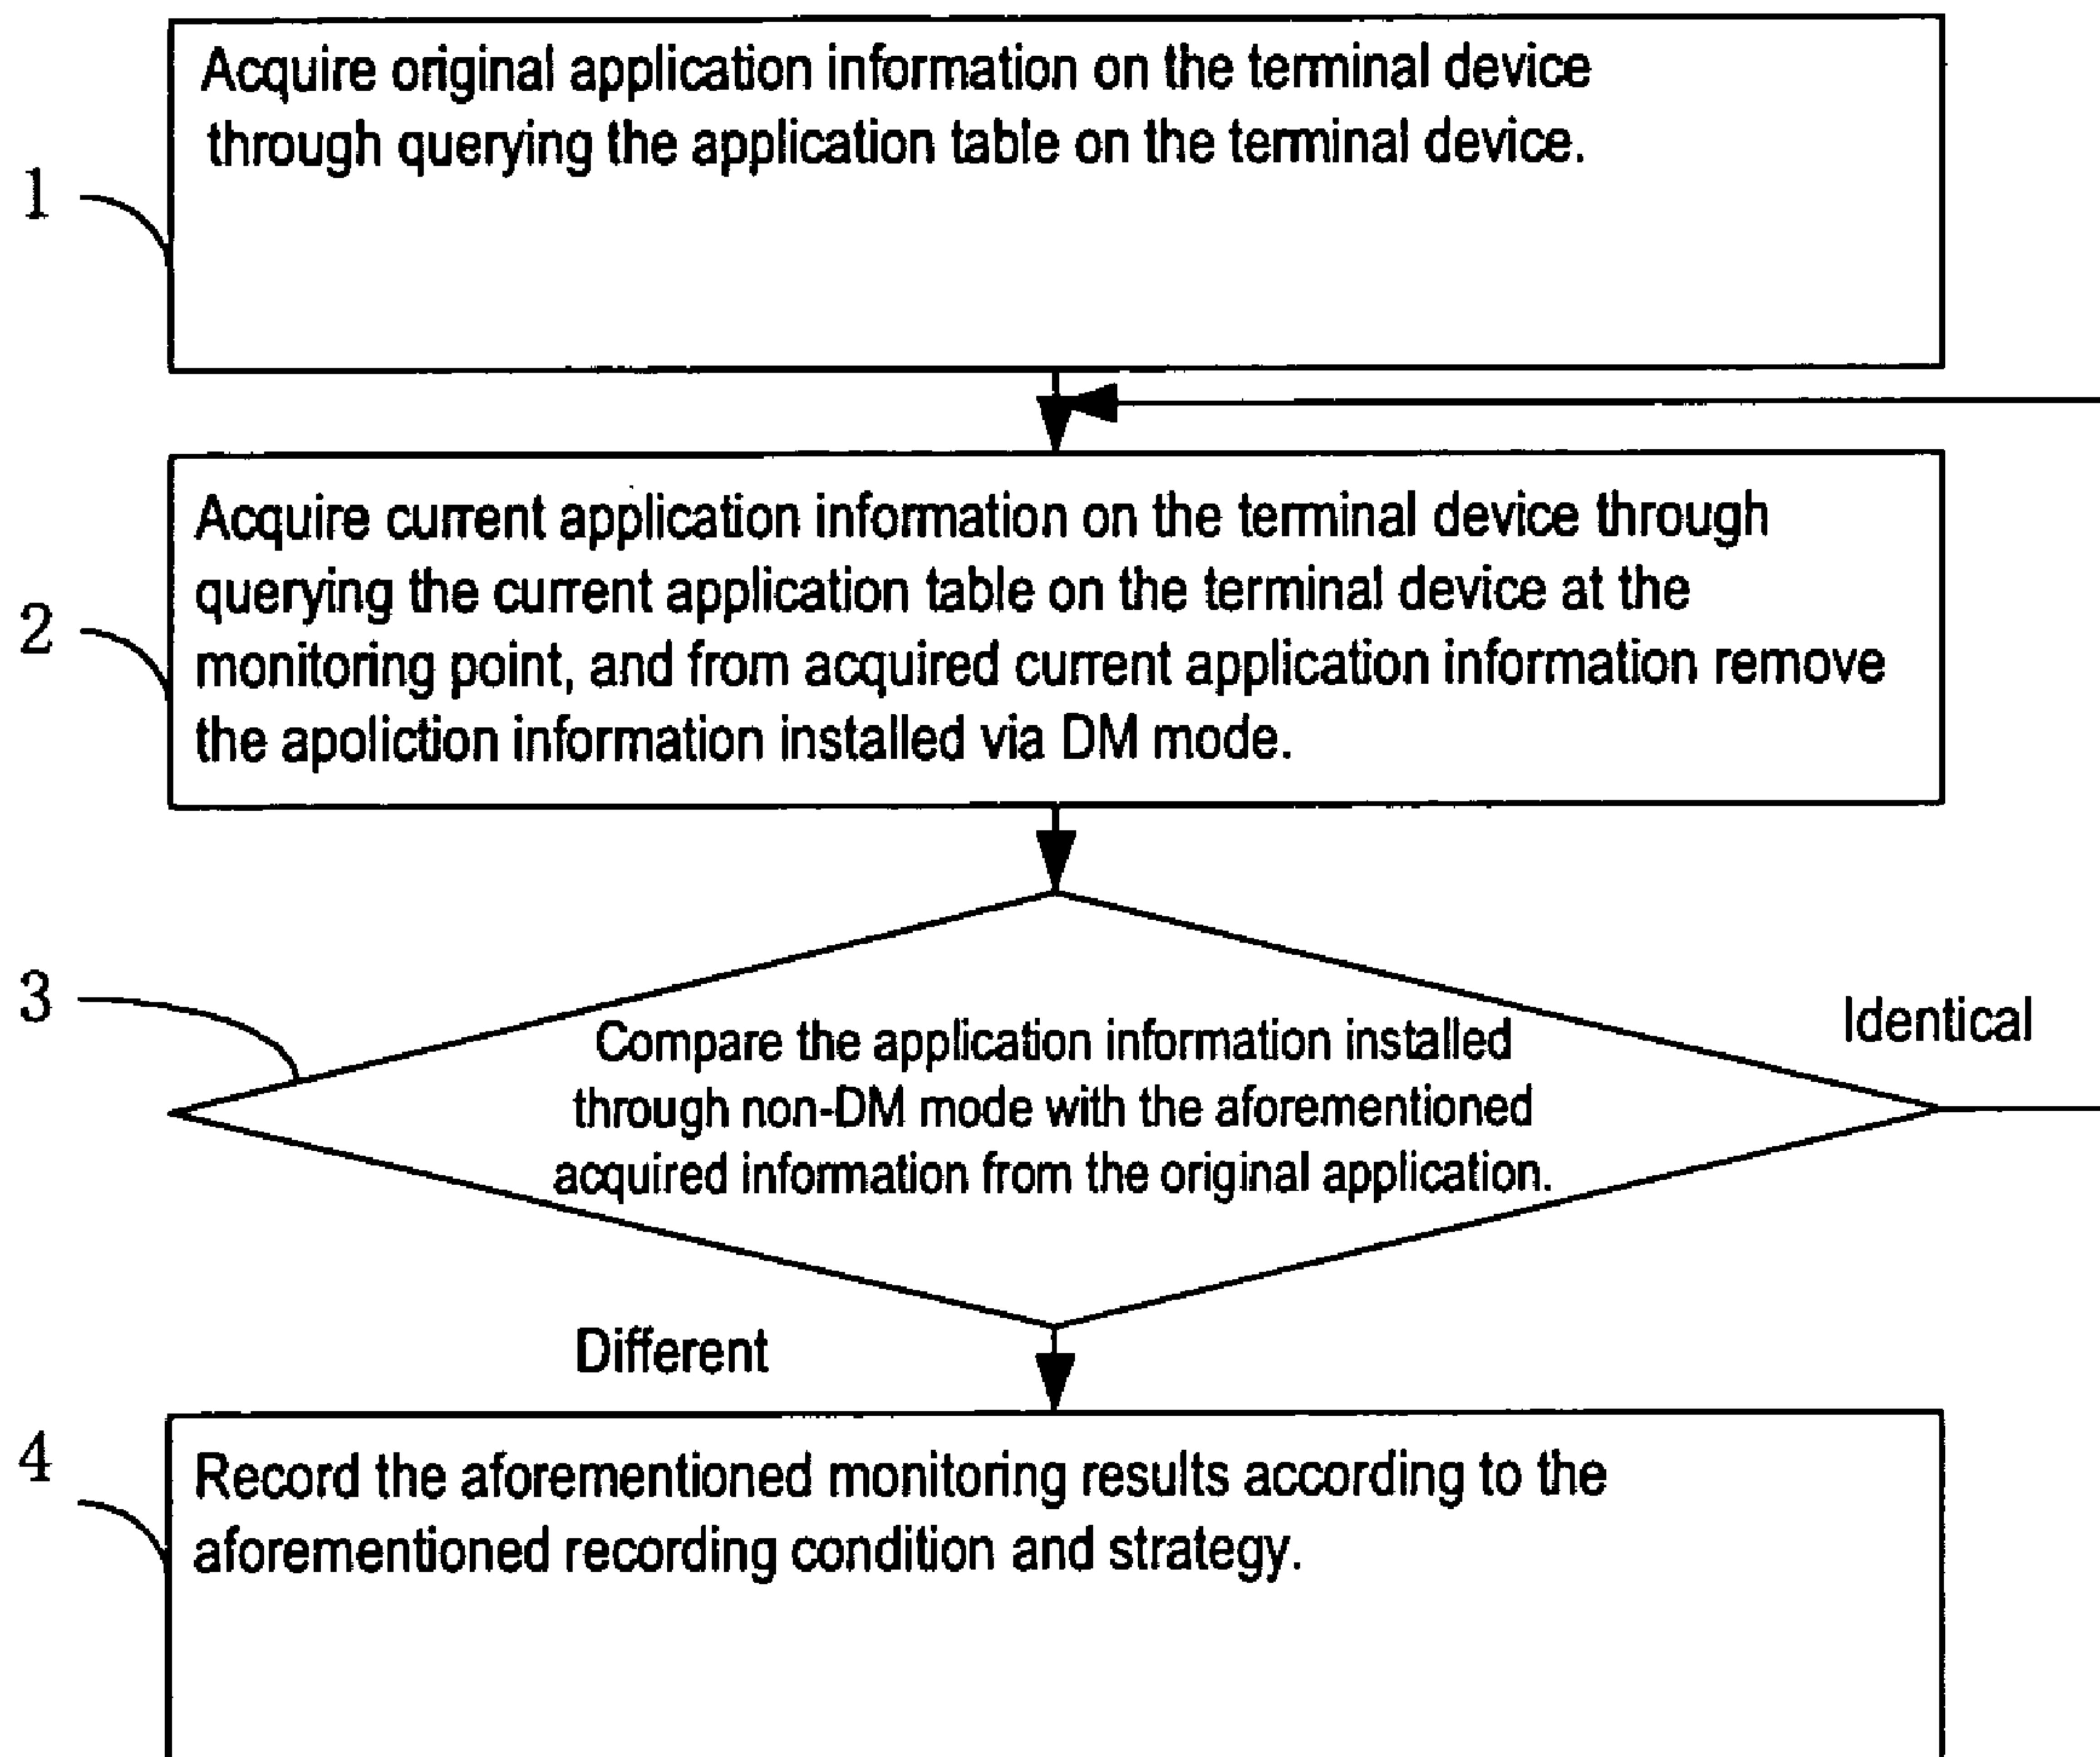 Acquire original application information on the terminal device
through querying the application table on the terminal device.
1
Acquire current application information on the terminal device through
querying the current application table on the terminal device at the
monitoring point, and from acquired current application information remove
the apoliction information installed via DM mode.
2
3
Identical
Compare the application information installed
through non-DM mode with the aforementioned
acquired information from the original application.
Different
4
Record the aforementioned monitoring results according to the
aforementioned recording condition and strategy.